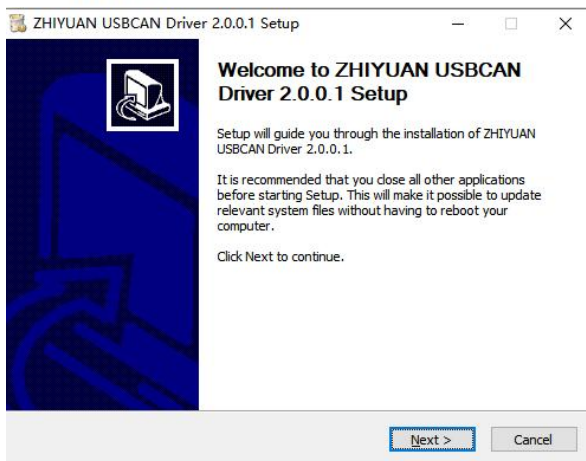 ZHIYUAN USBCAN Driver 2.0.0.1 Setup
Welcome to ZHIYUAN USBCAN
Driver 2.0.0.1 Setup
Setup will guide you through the installation of ZHIYUAN
USBCAN Driver 2.0.0.1.
It is recommended that you close all other applications
before starting Setup. This will make it possible to update
relevant system files without having to reboot your
computer.
Click Next to continue.
Next >
Cancel